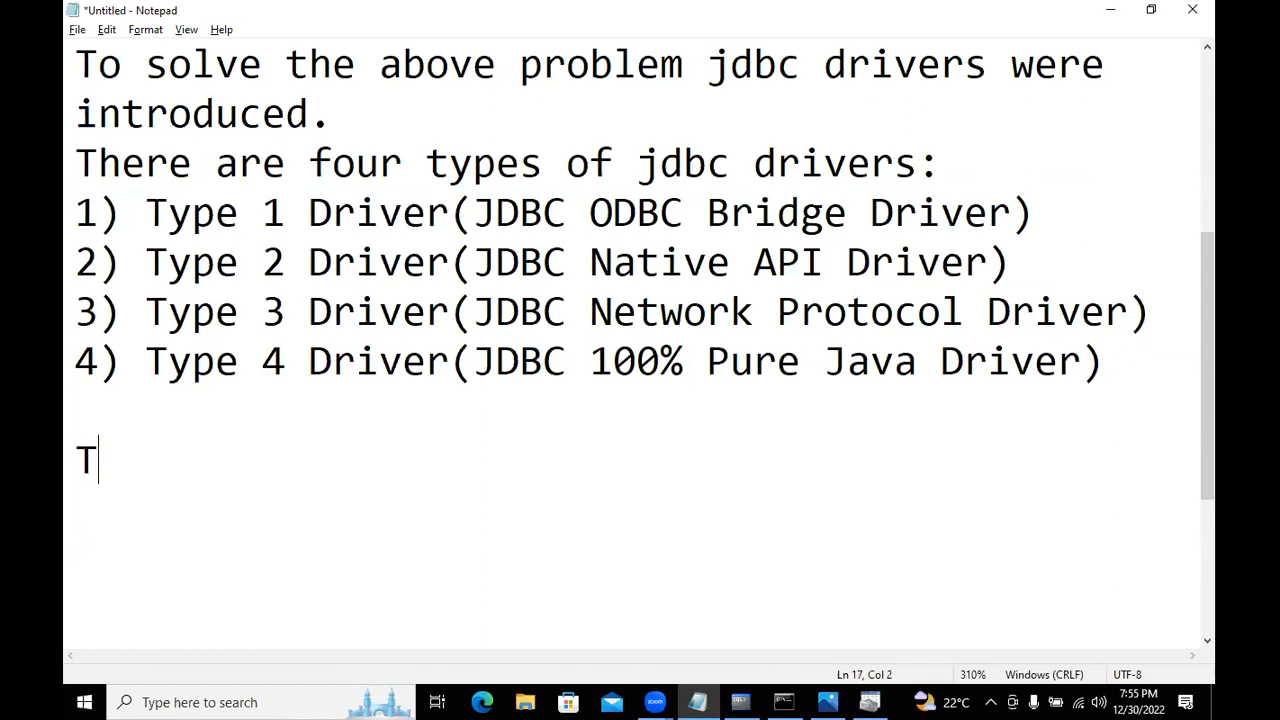 *Untitled - Notepad
File Edit Format View Help
To solve the above problem jdbc drivers were
introduced.
There are four types of jdbc drivers:
1) Type 1 Driver(JDBC ODBC Bridge Driver)
2) Type 2 Driver(JDBC Native API Driver)
3) Type 3 Driver(JDBC Network Protocol Driver)
4) Type 4 Driver(JDBC 100% Pure Java Driver)
T
Ln 17, Col 2 310% Windows (CRLF) UTF-8
Type here to search zoom 22°C 7:55 PM
12/30/2022